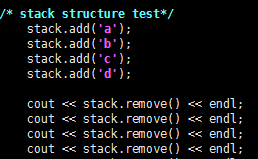 /* stack structure test*/
stack.add('a');
stack.add('b');
stack.add('c');
stack.add('d');
cout << stack.remove() << endl;
cout << stack.remove() << endl;
cout << stack.remove() << endl;
cout << stack.remove() << endl;